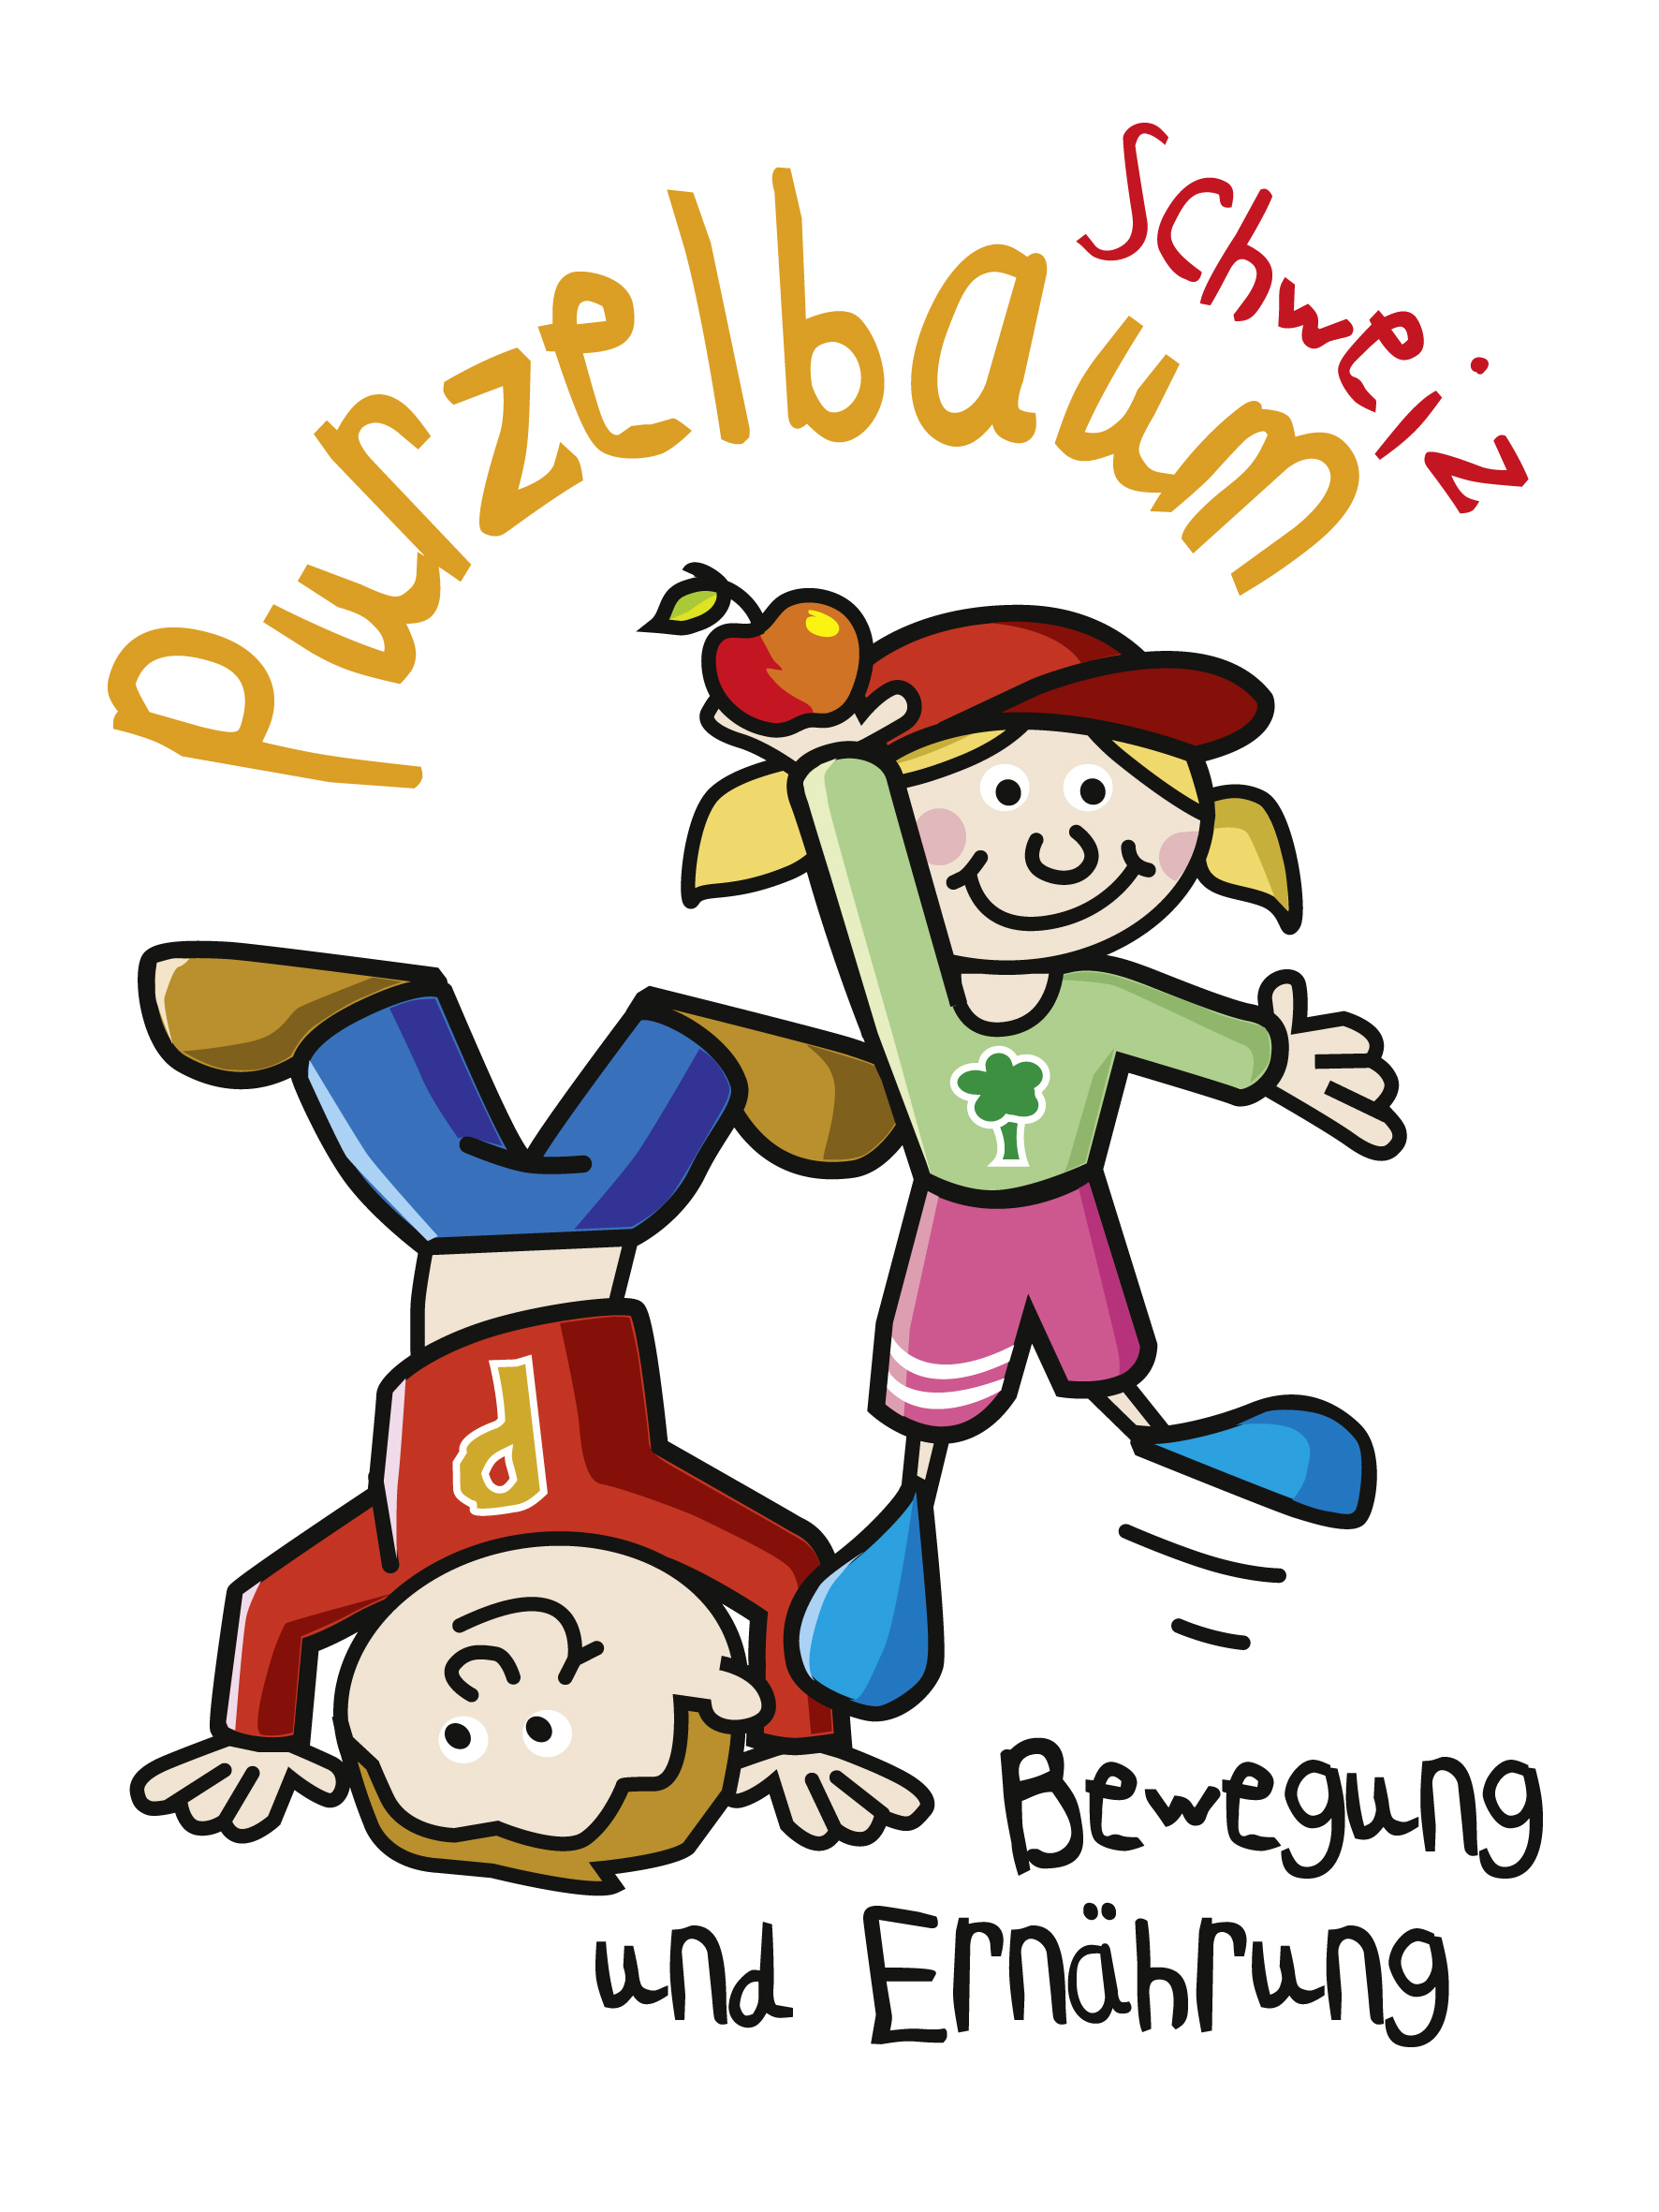 Purzelbaum
Schweiz
d
Bewegung
und Ernährung